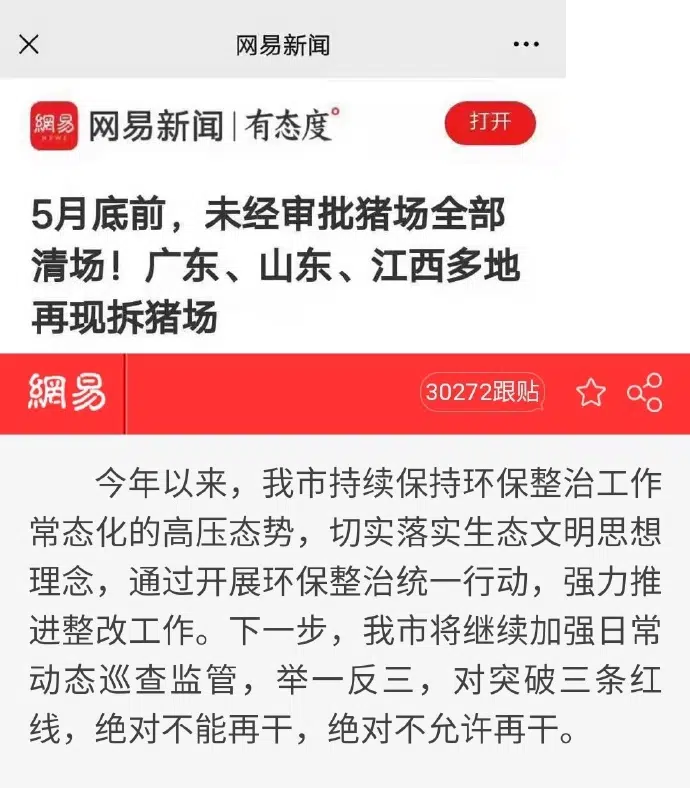 网易新闻
網易
NEWS
网易新闻|有态度°
打开
5月底前，未经审批猪场全部
清场！广东、山东、江西多地
再现拆猪场
網易
30272跟贴
今年以来，我市持续保持环保整治工作
常态化的高压态势，切实落实生态文明思想
理念，通过开展环保整治统一行动，强力推
进整改工作。下一步，我市将继续加强日常
动态巡查监管，举一反三，对突破三条红
线，绝对不能再干，绝对不允许再干。